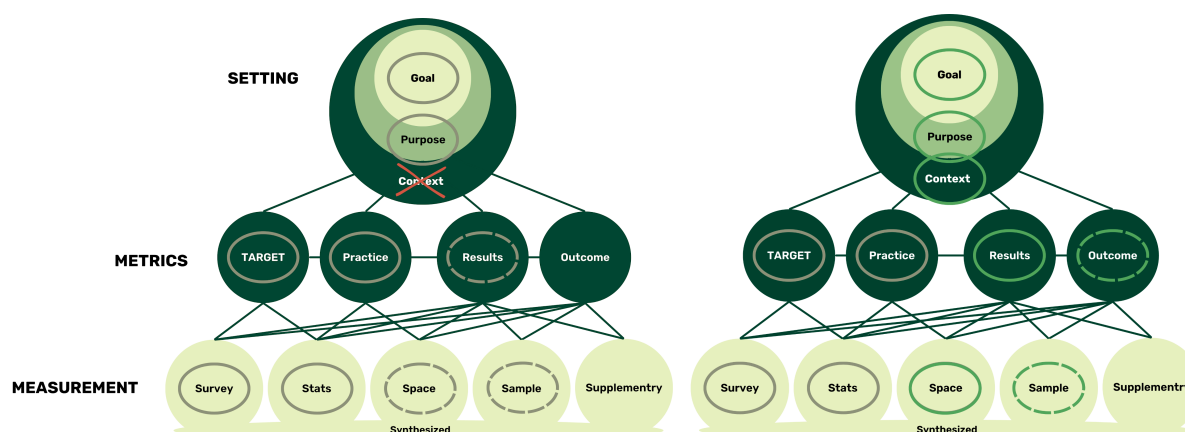 SETTING
Goal
Purpose
Context
METRICS
TARGET
Practice
Results
Outcome
MEASUREMENT
Survey
Stats
Space
Sample
Supplementry
Synthesized
Goal
Purpose
Context
TARGET
Practice
Results
Outcome
Survey
Stats
Space
Sample
Supplementry
Synthesized